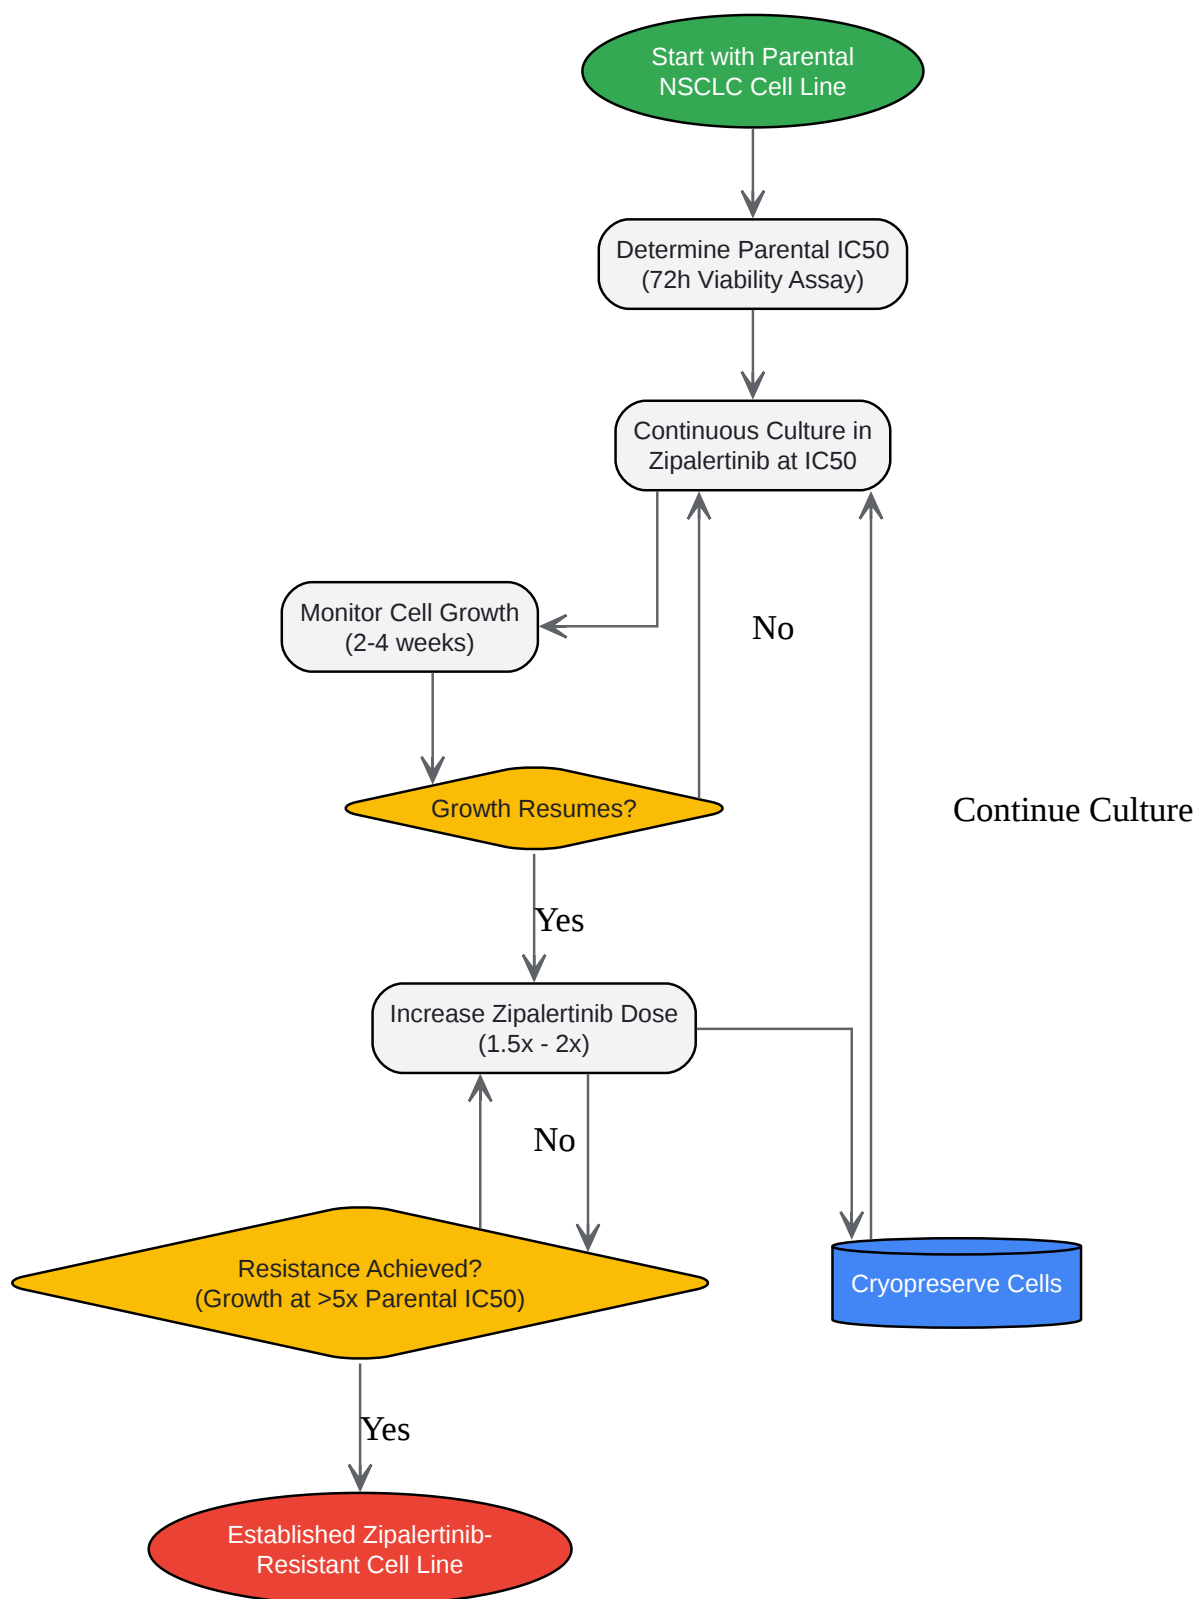 Start with Parental
NSCLC Cell Line
Determine Parental IC50
(72h Viability Assay)
Continuous Culture in
Zipalertinib at IC50
Monitor Cell Growth
(2-4 weeks)
No
Growth Resumes?
Continue Culture
Yes
Increase Zipalertinib Dose
(1.5x - 2x)
No
Resistance Achieved?
(Growth at >5x Parental IC50)
Cryopreserve Cells
Yes
Established Zipalertinib-
Resistant Cell Line